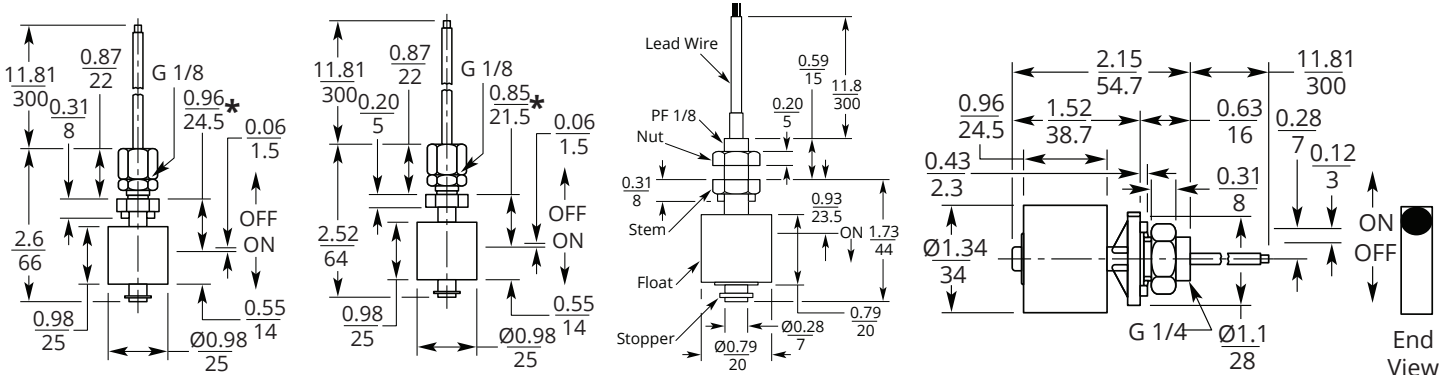 0.87
22
11.81
300
G 1/8
0.31
8
0.96*
24.5
0.06
1.5
OFF
ON
2.6
66
0.98
25
0.55
14
Ø0.98
25
0.87
22
11.81
300
G 1/8
0.20
5
0.85*
21.5
0.06
1.5
OFF
ON
2.52
64
0.98
25
0.55
14
Ø0.98
25
Lead Wire
0.59
15
11.8
300
0.20
5
PF 1/8
Nut
0.31
8
0.93
23.5
Stem
ON
1.73
44
Float
Stopper
Ø0.28
7
0.79
20
Ø0.79
20
2.15
54.7
11.81
300
0.96
24.5
1.52
38.7
0.63
16
0.28
7
0.43
2.3
0.31
8
0.12
3
ON
OFF
Ø1.34
34
G 1/4
Ø1.1
28
End
View